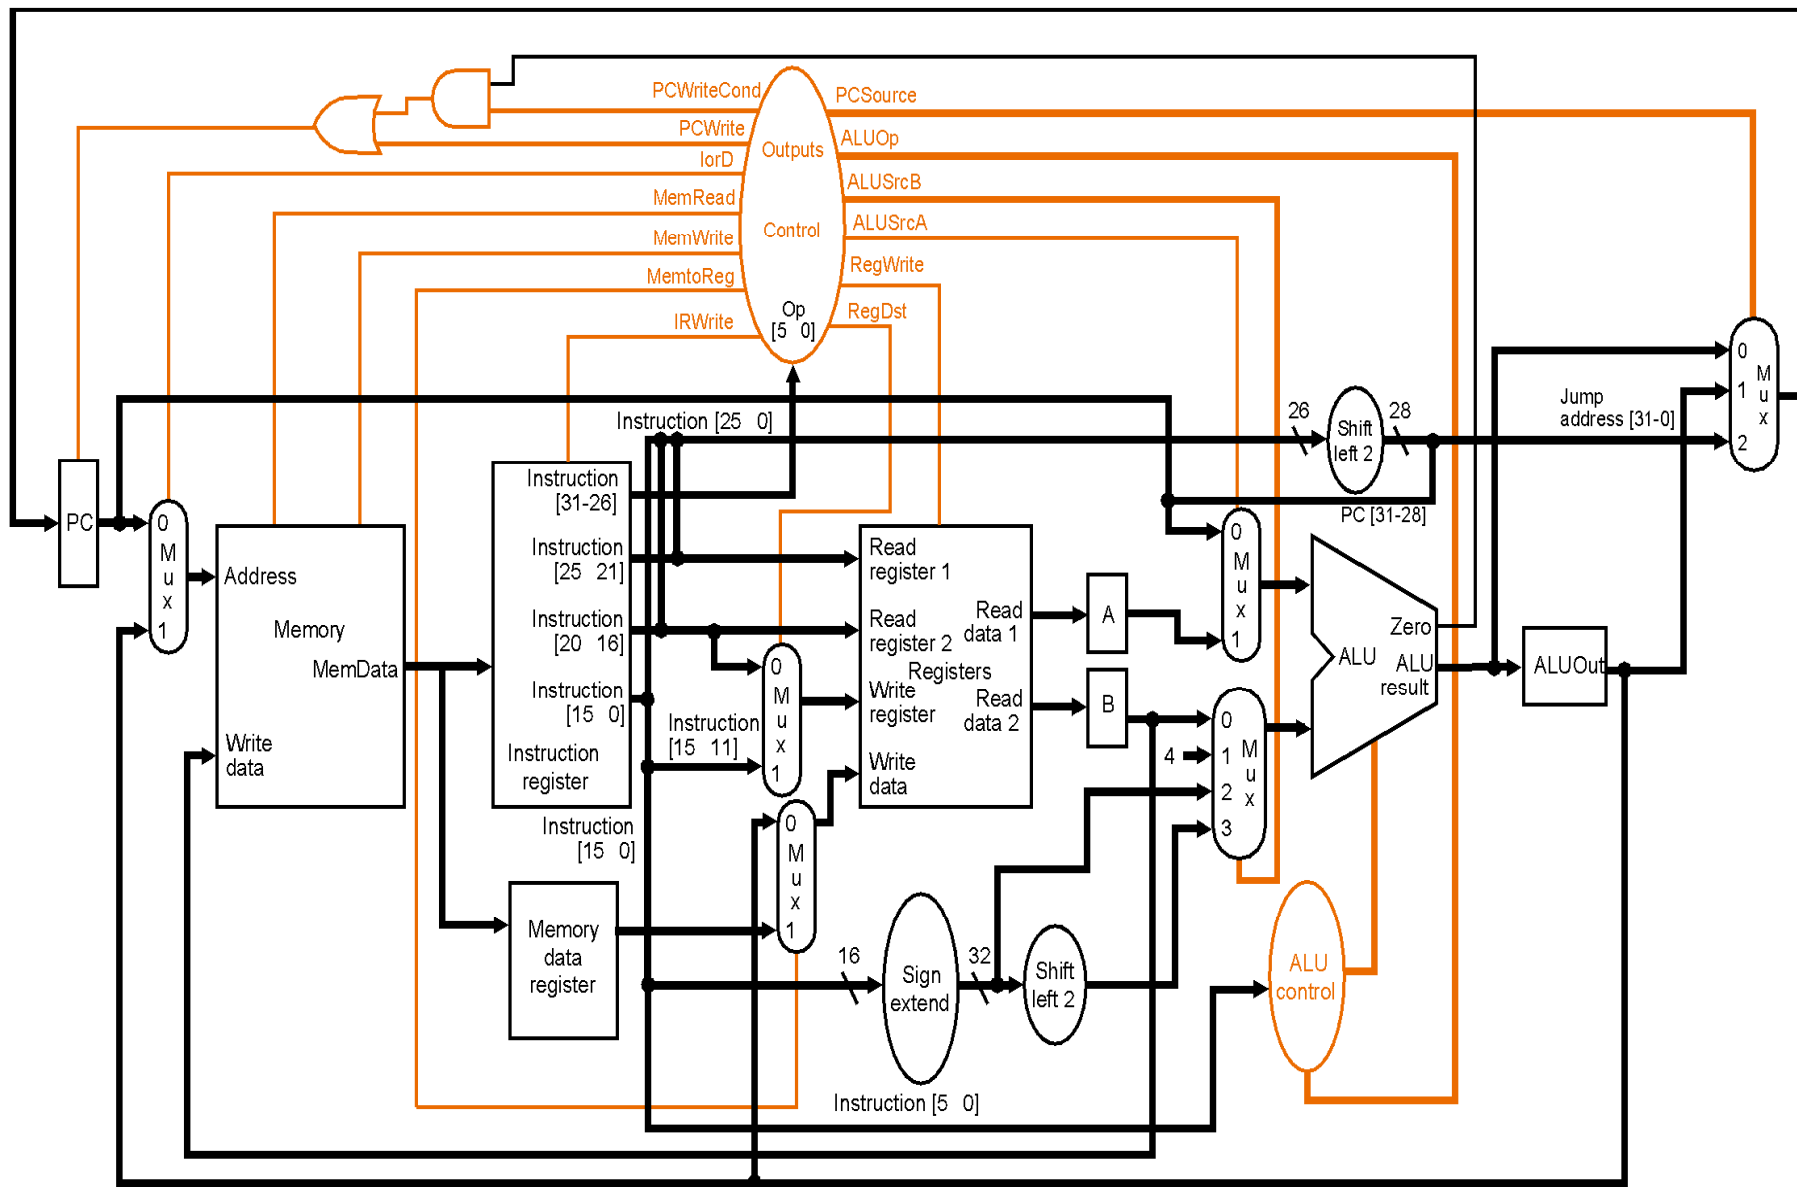 PCWriteCond
PCSource
PCWrite
ALUOp
IorD
Outputs
MemRead
ALUSrcB
MemWrite
Control
ALUSrcA
MemtoReg
RegWrite
IRWrite
Op
[5 0]
RegDst
Instruction [25 0]
26
Shift
left 2
28
Jump
address [31-0]
0
M
u
x
1
2
PC [31-28]
PC
0
M
u
x
1
Address
Memory
MemData
Write
data
Instruction
[31-26]
Instruction
[25 21]
Instruction
[20 16]
Instruction
[15 0]
Instruction
register
Instruction
[15 11]
0
M
u
x
1
Read
register 1
Read
register 2
Registers
Write
register
Write
data
Read
data 1
Read
data 2
A
B
0
M
u
x
1
4
0
1
2
3
M
u
x
Zero
ALU
ALU
result
ALUOut
Instruction
[15 0]
Memory
data
register
0
M
u
x
1
16
Sign
extend
32
Shift
left 2
ALU
control
Instruction [5 0]